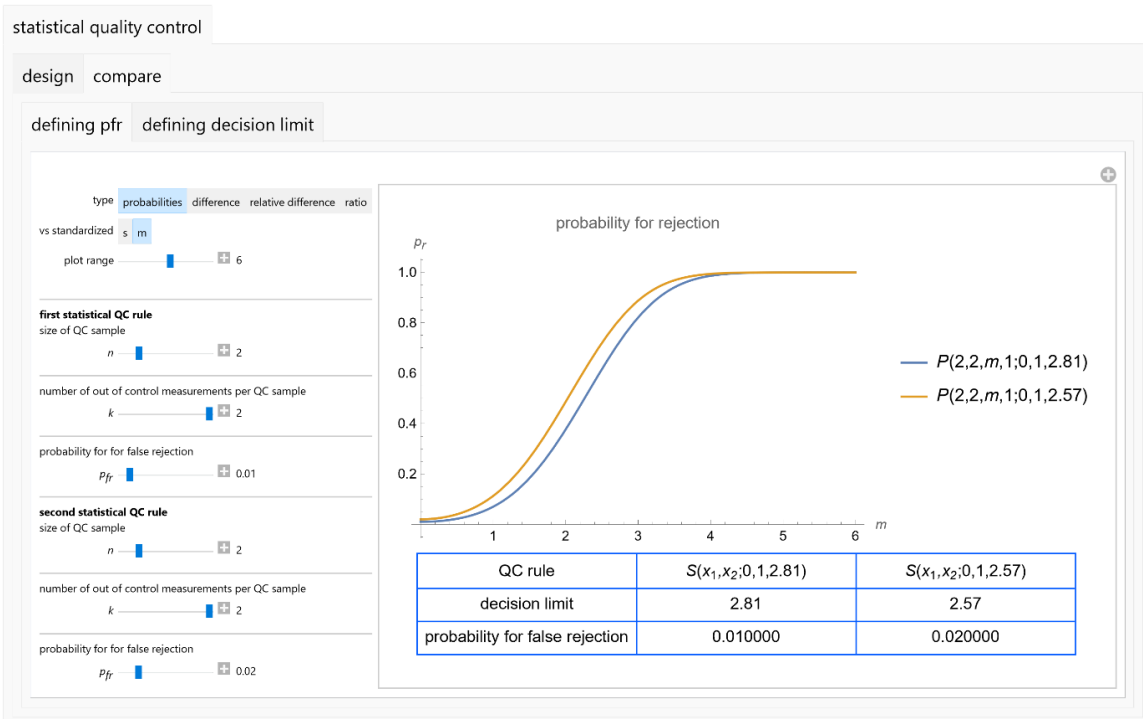 statistical quality control
design compare
defining pfr defining decision limit
type probabilities difference relative difference ratio
vs standardized s m
plot range 6
first statistical QC rule
size of QC sample
n 2
number of out of control measurements per QC sample
k 2
probability for for false rejection
pfr 0.01
second statistical QC rule
size of QC sample
n 2
number of out of control measurements per QC sample
k 2
probability for for false rejection
pfr 0.02
probability for rejection
pr
1.0
0.8
0.6
0.4
0.2
1 2 3 4 5 6 m
P(2,2,m,1;0,1,2.81)
P(2,2,m,1;0,1,2.57)
QC rule S(x₁,x₂;0,1,2.81) S(x₁,x₂;0,1,2.57)
decision limit 2.81 2.57
probability for false rejection 0.010000 0.020000